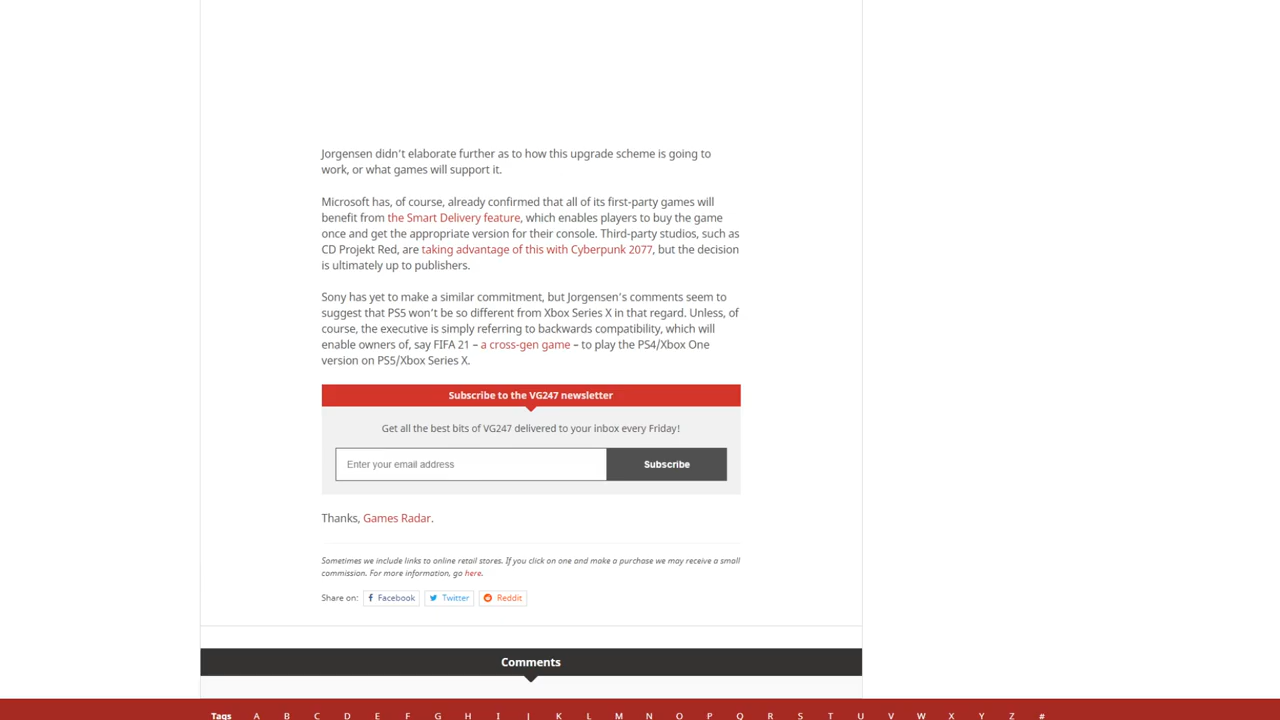 Jorgensen didn't elaborate further as to how this upgrade scheme is going to
work, or what games will support it.
Microsoft has, of course, already confirmed that all of its first-party games will
benefit from the Smart Delivery feature, which enables players to buy the game
once and get the appropriate version for their console. Third-party studios, such as
CD Projekt Red, are taking advantage of this with Cyberpunk 2077, but the decision
is ultimately up to publishers.
Sony has yet to make a similar commitment, but Jorgensen's comments seem to
suggest that PS5 won't be so different from Xbox Series X in that regard. Unless, of
course, the executive is simply referring to backwards compatibility, which will
enable owners of, say FIFA 21 – a cross-gen game – to play the PS4/Xbox One
version on PS5/Xbox Series X.
Subscribe to the VG247 newsletter
Get all the best bits of VG247 delivered to your inbox every Friday!
Enter your email address Subscribe
Thanks, Games Radar.
Sometimes we include links to online retail stores. If you click on one and make a purchase we may receive a small
commission. For more information, go here.
Share on: Facebook Twitter Reddit
Comments
Tags A B C D E F G H I J K L M N O P Q R S T U V W X Y Z #